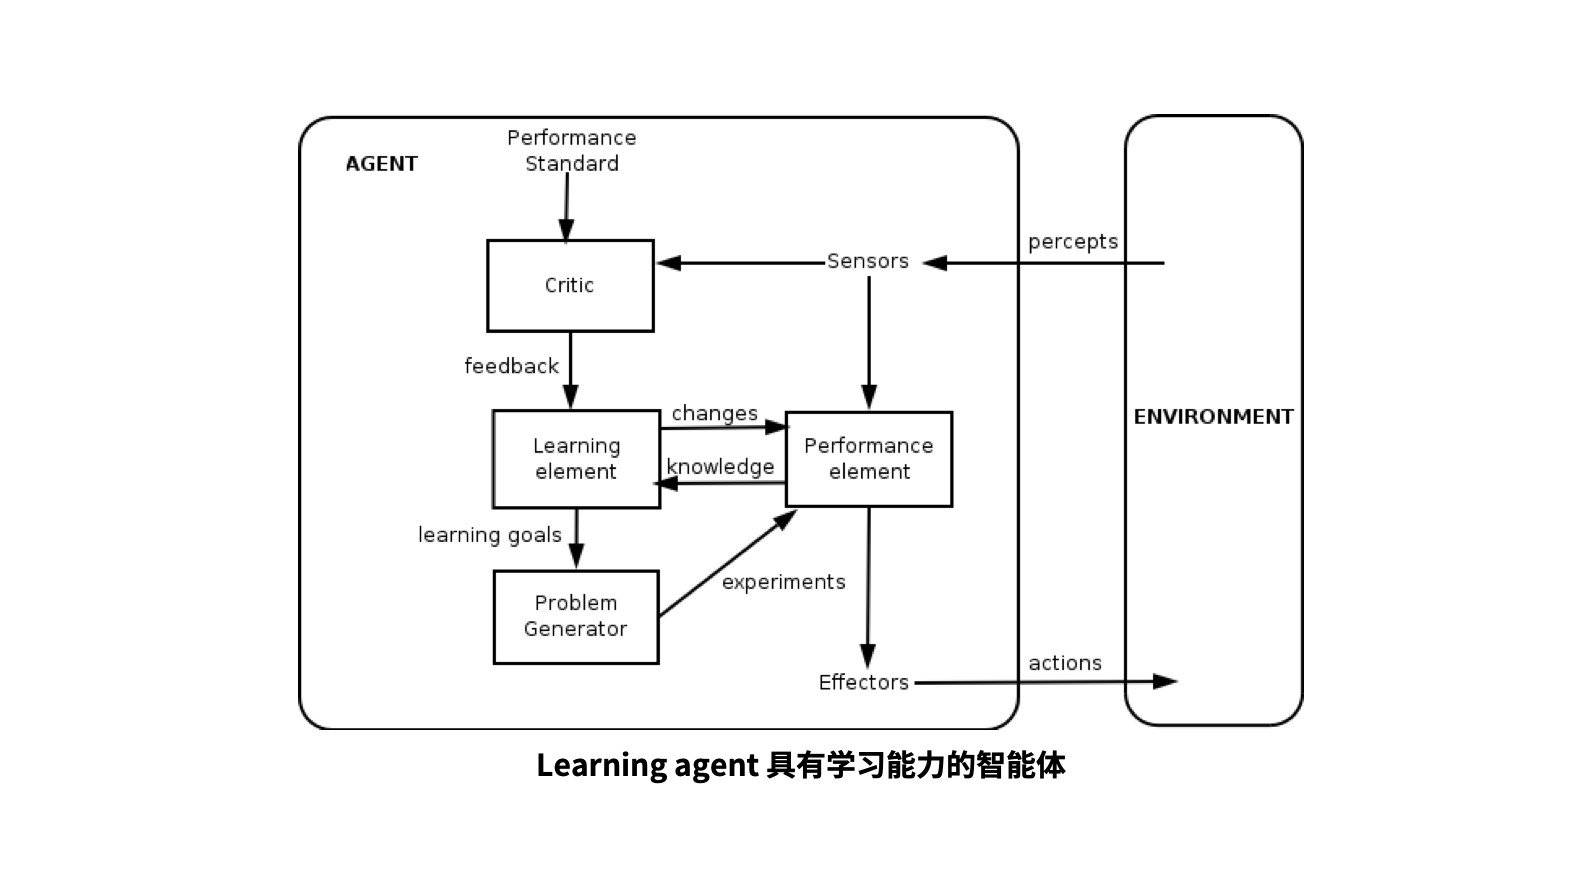 Performance
Standard
AGENT
percepts
Sensors
Critic
feedback
changes
ENVIRONMENT
Learning
element
Performance
element
knowledge
learning goals
experiments
Problem
Generator
actions
Effectors
Learning agent 具有学习能力的智能体